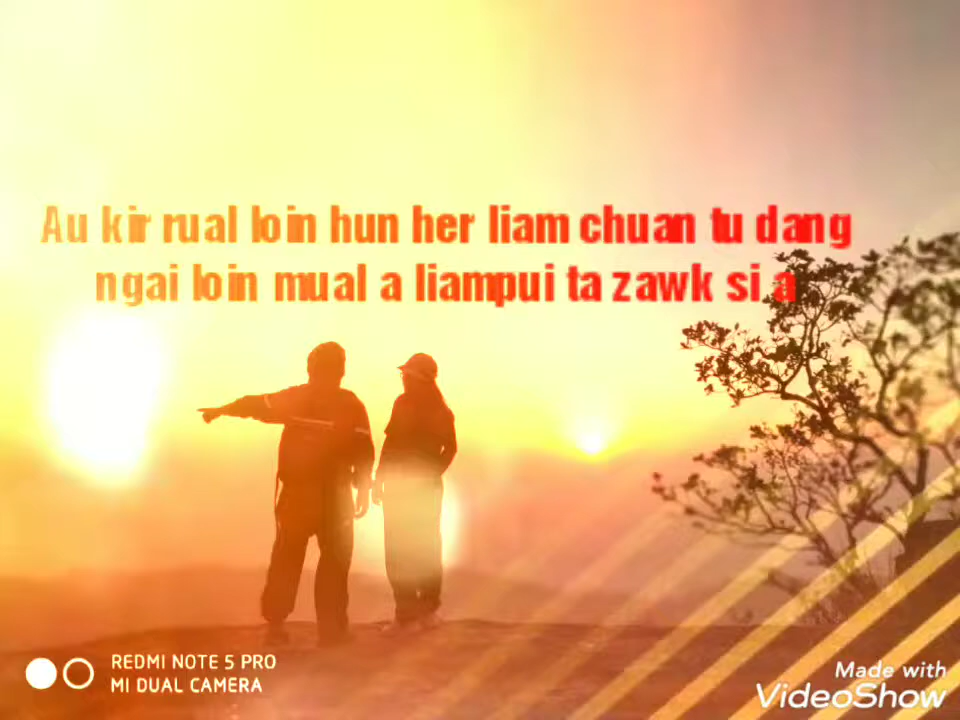 Au kir rual loin hun her liam chuan tu dang
ngai loin mual a liampui ta zawk si a
REDMI NOTE 5 PRO
MI DUAL CAMERA
Made with
VideoShow